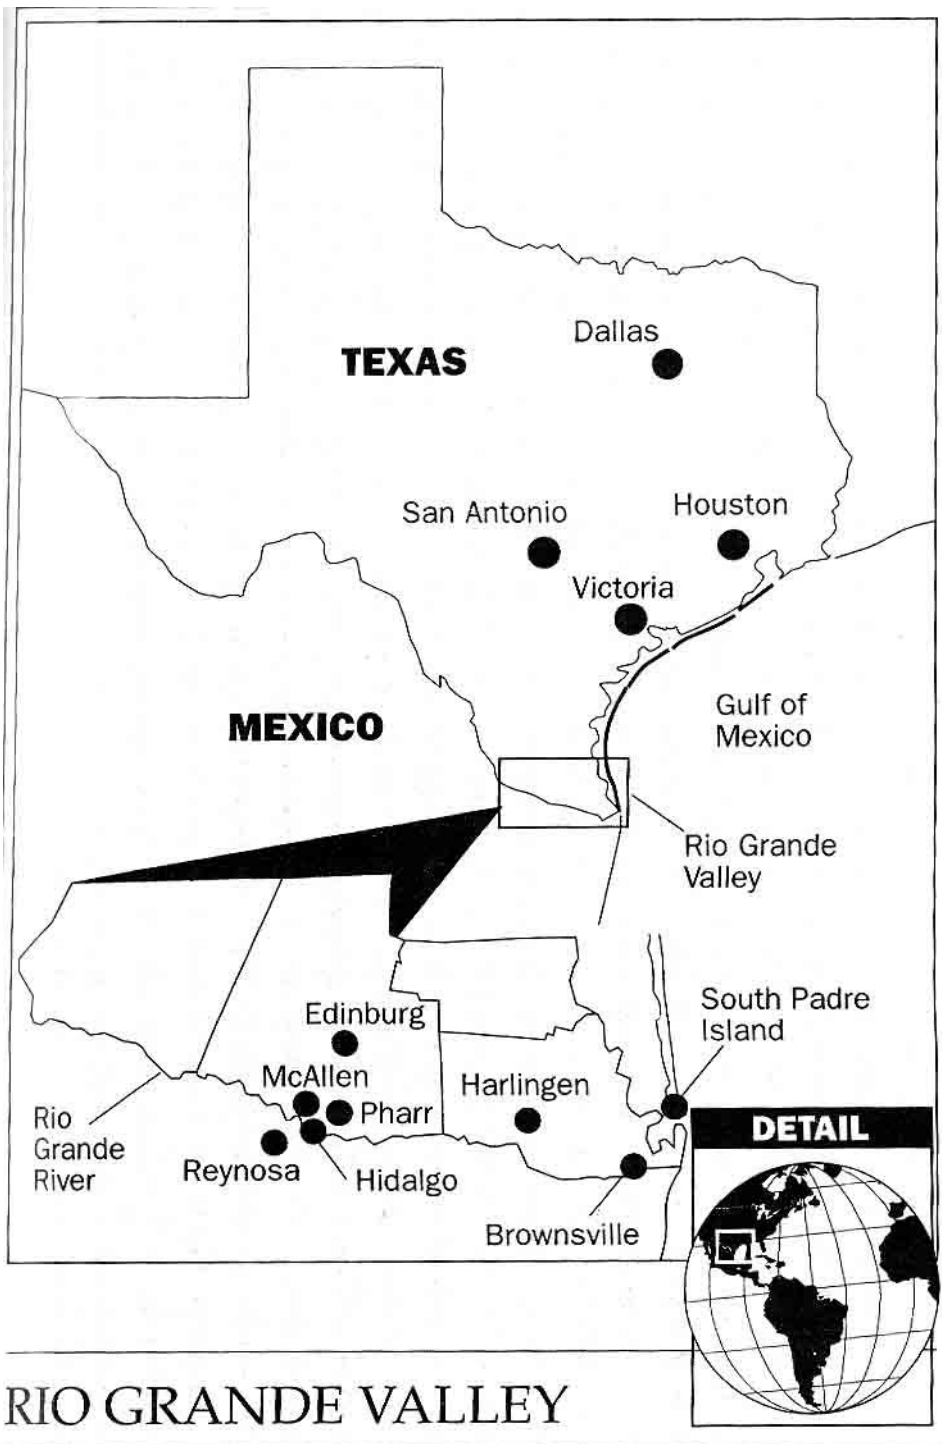 Dallas
TEXAS
San Antonio
Houston
Victoria
Gulf of
Mexico
MEXICO
Rio Grande
Valley
South Padre
Island
Edinburg
McAllen
Harlingen
Pharr
Rio
Grande
River
Reynosa
Hidalgo
Brownsville
DETAIL
RIO GRANDE VALLEY